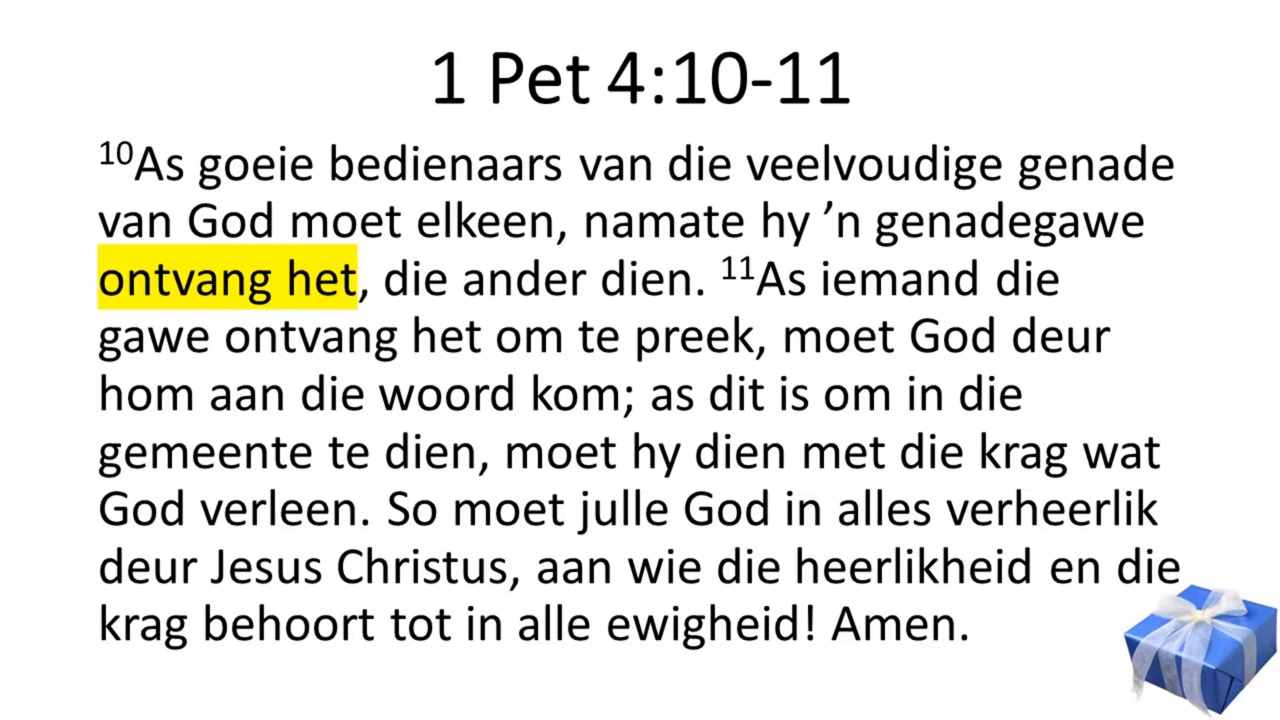 1 Pet 4:10-11
¹⁰As goeie bedienaars van die veelvoudige genade
van God moet elkeen, namate hy ’n genadegawe
ontvang het, die ander dien. ¹¹As iemand die
gawe ontvang het om te preek, moet God deur
hom aan die woord kom; as dit is om in die
gemeente te dien, moet hy dien met die krag wat
God verleen. So moet julle God in alles verheerlik
deur Jesus Christus, aan wie die heerlikheid en die
krag behoort tot in alle ewigheid! Amen.